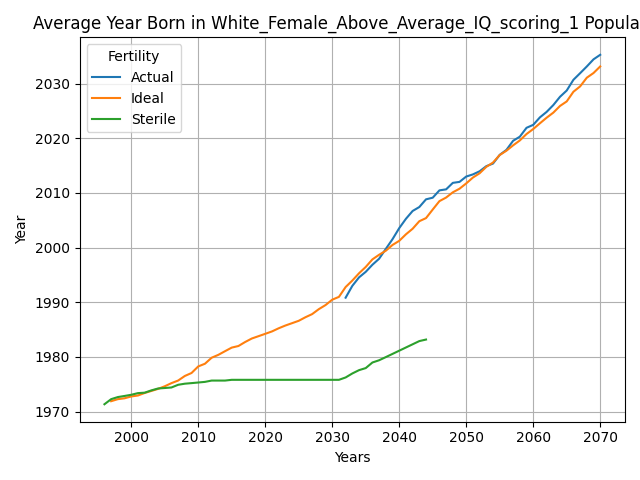 Average Year Born in White_Female_Above_Average_IQ_scoring_1 Popula
Fertility
Actual
Ideal
Sterile
2030
2020
2010
2000
1990
1980
1970
Year
2000 2010 2020 2030 2040 2050 2060 2070
Years